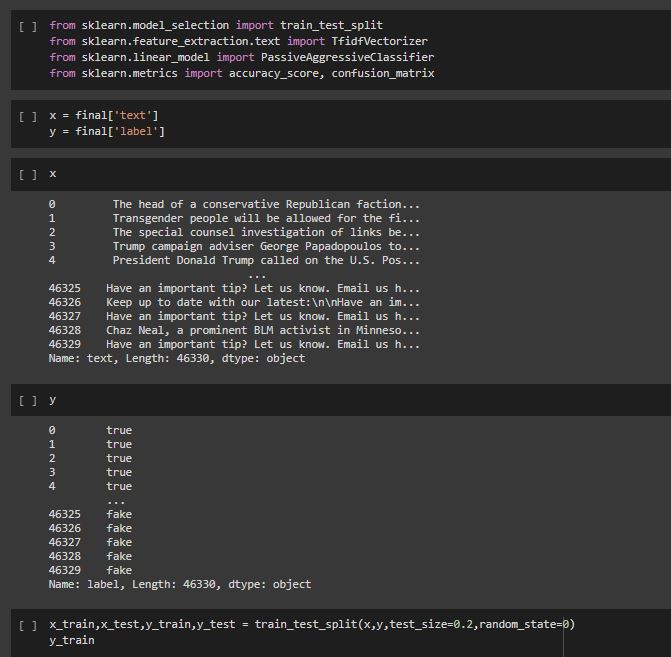 [ ] from sklearn.model_selection import train_test_split
from sklearn.feature_extraction.text import TfidfVectorizer
from sklearn.linear_model import PassiveAggressiveClassifier
from sklearn.metrics import accuracy_score, confusion_matrix
[ ] x = final['text']
y = final['label']
[ ] x
0 The head of a conservative Republican faction...
1 Transgender people will be allowed for the fi...
2 The special counsel investigation of links be...
3 Trump campaign adviser George Papadopoulos to...
4 President Donald Trump called on the U.S. Pos...
...
46325 Have an important tip? Let us know. Email us h...
46326 Keep up to date with our latest:\n\nHave an im...
46327 Have an important tip? Let us know. Email us h...
46328 Chaz Neal, a prominent BLM activist in Minneso...
46329 Have an important tip? Let us know. Email us h...
Name: text, Length: 46330, dtype: object
[ ] y
0 true
1 true
2 true
3 true
4 true
...
46325 fake
46326 fake
46327 fake
46328 fake
46329 fake
Name: label, Length: 46330, dtype: object
[ ] x_train,x_test,y_train,y_test = train_test_split(x,y,test_size=0.2,random_state=0)
y_train